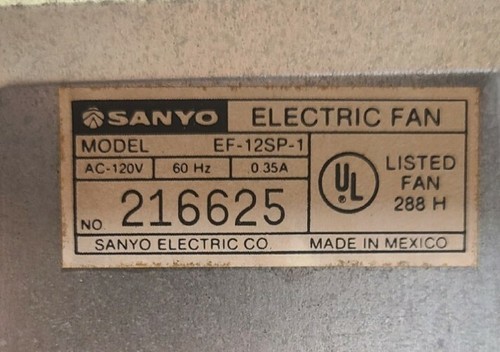 SANYO ELECTRIC FAN
MODEL EF-12SP-1
AC-120V 60 Hz 0.35A
NO. 216625
UL ®
LISTED
FAN
288 H
SANYO ELECTRIC CO. MADE IN MEXICO